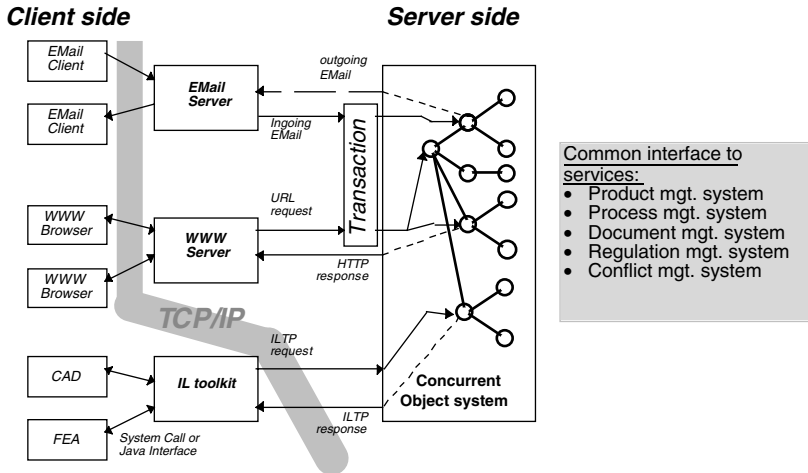 Client side
Server side
EMail
Client
EMail
Client
EMail
Server
outgoing
EMail
Ingoing
EMail
Transaction
URL
request
WWW
Browser
WWW
Browser
WWW
Server
HTTP
response
TCP/IP
ILTP
request
CAD
FEA
IL toolkit
ILTP
response
System Call or
Java Interface
Concurrent
Object system
Common interface to
services:
• Product mgt. system
• Process mgt. system
• Document mgt. system
• Regulation mgt. system
• Conflict mgt. system